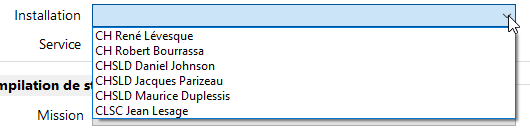 Installation
CH René Lévesque
CH Robert Bourrassa
CHSLD Daniel Johnson
CHSLD Jacques Parizeau
CHSLD Maurice Duplessis
CLSC Jean Lesage
Service
mpilation de st
Mission